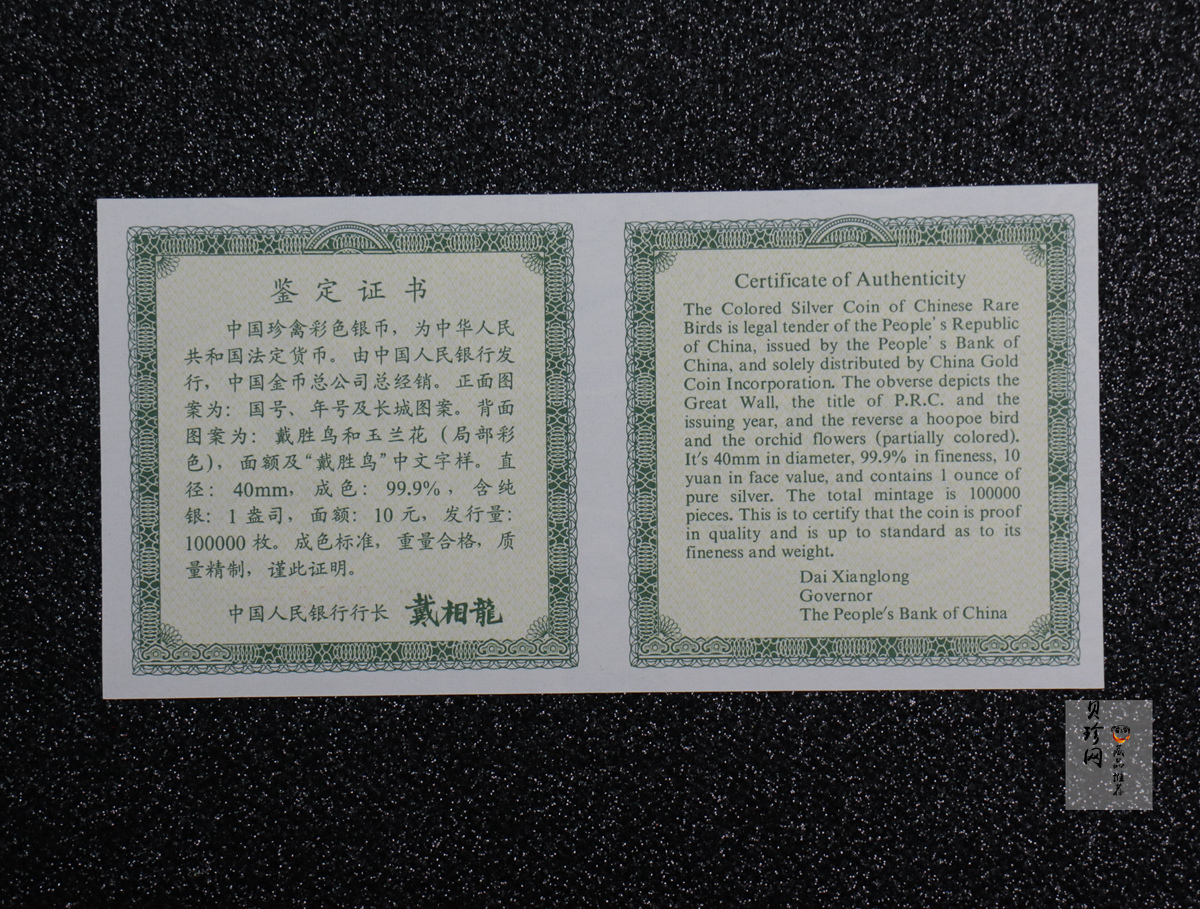 鉴定证书
中国珍禽彩色银币，为中华人民
共和国法定货币。由中国人民银行发
行，中国金币总公司总经销。正面图
案为：国号、年号及长城图案。背面
图案为：戴胜鸟和玉兰花（局部彩
色），面额及“戴胜鸟”中文字样。直
径：40mm，成色：99.9%，含纯
银：1盎司，面额：10元，发行量：
100000枚。成色标准，重量合格，质
量精制，谨此证明。
中国人民银行行长 戴相龍
Certificate of Authenticity
The Colored Silver Coin of Chinese Rare
Birds is legal tender of the People's Republic
of China, issued by the People's Bank of
China, and solely distributed by China Gold
Coin Incorporation. The obverse depicts the
Great Wall, the title of P.R.C. and the
issuing year, and the reverse a hoopoe bird
and the orchid flowers (partially colored).
It's 40mm in diameter, 99.9% in fineness, 10
yuan in face value, and contains 1 ounce of
pure silver. The total mintage is 100000
pieces. This is to certify that the coin is proof
in quality and is up to standard as to its
fineness and weight.
Dai Xianglong
Governor
The People's Bank of China
贝珍网